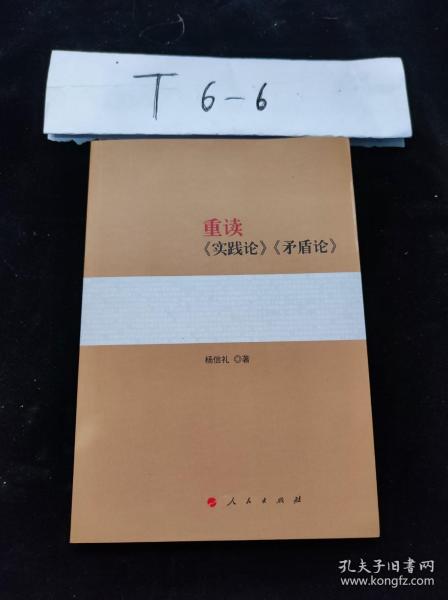 T 6-6
重读
《实践论》《矛盾论》
杨信礼 ◎著
人民出版社
孔夫子旧书网
www.kongfz.com